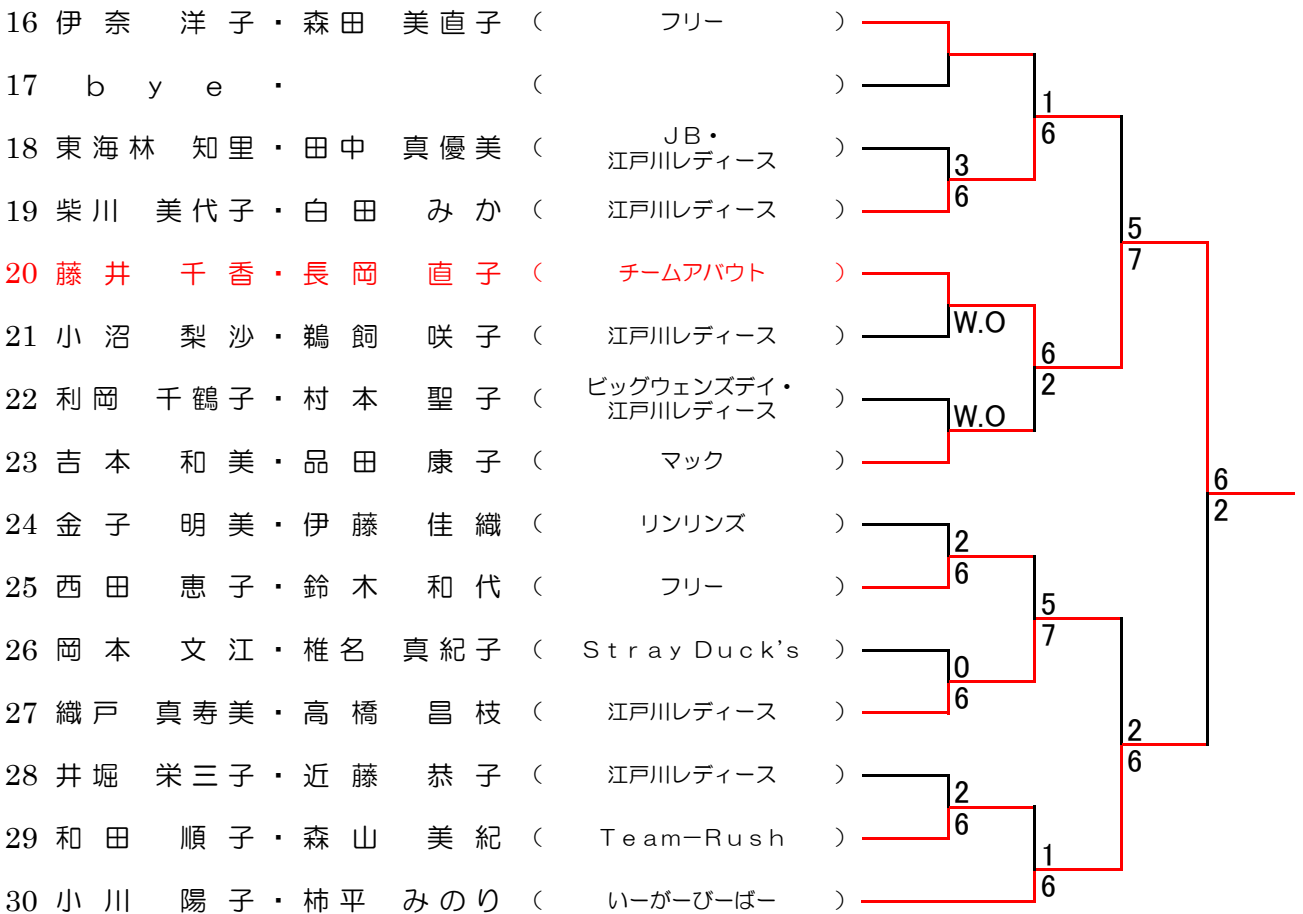 16 伊奈 洋子・森田 美直子 ( フリー )
17 ｂｙｅ・ ( )
1
6
18 東海林 知里・田中 真優美 ( JB・江戸川レディース )
3
6
19 柴川 美代子・白田 みか ( 江戸川レディース )
5
7
20 藤井 千香・長岡 直子 ( チームアバウト )
21 小沼 梨沙・鵜飼 咲子 ( 江戸川レディース )
W.O
6
2
22 利岡 千鶴子・村本 聖子 ( ビッグウェンズデイ・江戸川レディース )
W.O
23 吉本 和美・品田 康子 ( マック )
6
2
24 金子 明美・伊藤 佳織 ( リンリンズ )
2
6
25 西田 恵子・鈴木 和代 ( フリー )
5
7
26 岡本 文江・椎名 真紀子 ( Stray Duck's )
0
6
27 織戸 真寿美・高橋 昌枝 ( 江戸川レディース )
2
6
28 井堀 栄三子・近藤 恭子 ( 江戸川レディース )
2
6
29 和田 順子・森山 美紀 ( Team－Rush )
1
6
30 小川 陽子・柿平 みのり ( いーがーびーばー )